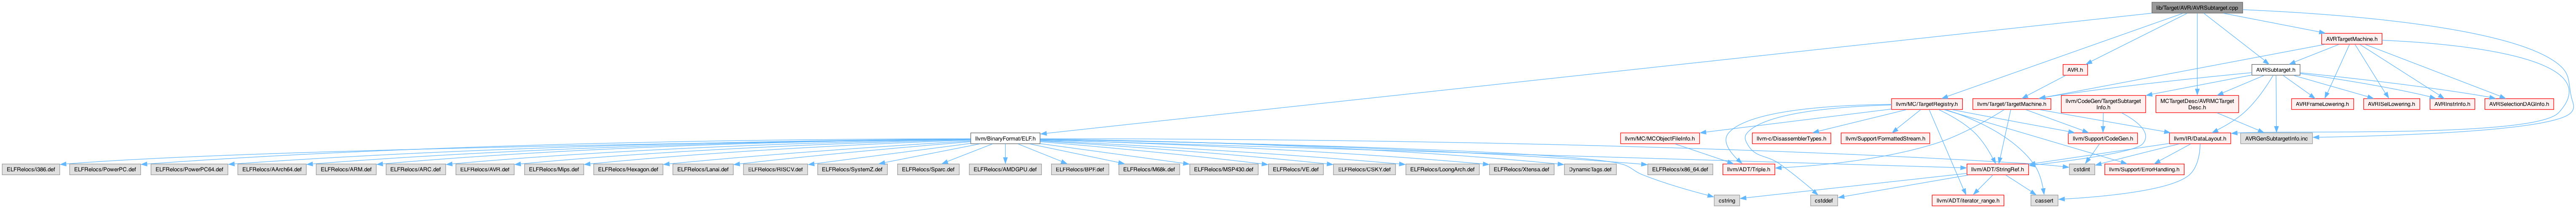 lib/Target/AVR/AVRSubtarget.cpp
AVRTargetMachine.h
AVR.h
AVRSubtarget.h
llvm/MC/TargetRegistry.h
llvm/Target/TargetMachine.h
llvm/CodeGen/TargetSubtarget
Info.h
MCTargetDesc/AVRMCTarget
Desc.h
AVRFrameLowering.h
AVRISelLowering.h
AVRInstrInfo.h
AVRSelectionDAGInfo.h
llvm/BinaryFormat/ELF.h
llvm/MC/MCObjectFileInfo.h
llvm-c/DisassemblerTypes.h
llvm/Support/FormattedStream.h
llvm/Support/CodeGen.h
llvm/IR/DataLayout.h
AVRGenSubtargetInfo.inc
ELFRelocs/i386.def
ELFRelocs/PowerPC.def
ELFRelocs/PowerPC64.def
ELFRelocs/AArch64.def
ELFRelocs/ARM.def
ELFRelocs/ARC.def
ELFRelocs/AVR.def
ELFRelocs/Mips.def
ELFRelocs/Hexagon.def
ELFRelocs/Lanai.def
ELFRelocs/RISCV.def
ELFRelocs/SystemZ.def
ELFRelocs/Sparc.def
ELFRelocs/AMDGPU.def
ELFRelocs/BPF.def
ELFRelocs/M68k.def
ELFRelocs/MSP430.def
ELFRelocs/VE.def
ELFRelocs/CSKY.def
ELFRelocs/LoongArch.def
ELFRelocs/Xtensa.def
DynamicTags.def
ELFRelocs/x86_64.def
llvm/ADT/Triple.h
llvm/ADT/StringRef.h
cstdint
llvm/Support/ErrorHandling.h
cstring
cstddef
llvm/ADT/iterator_range.h
cassert